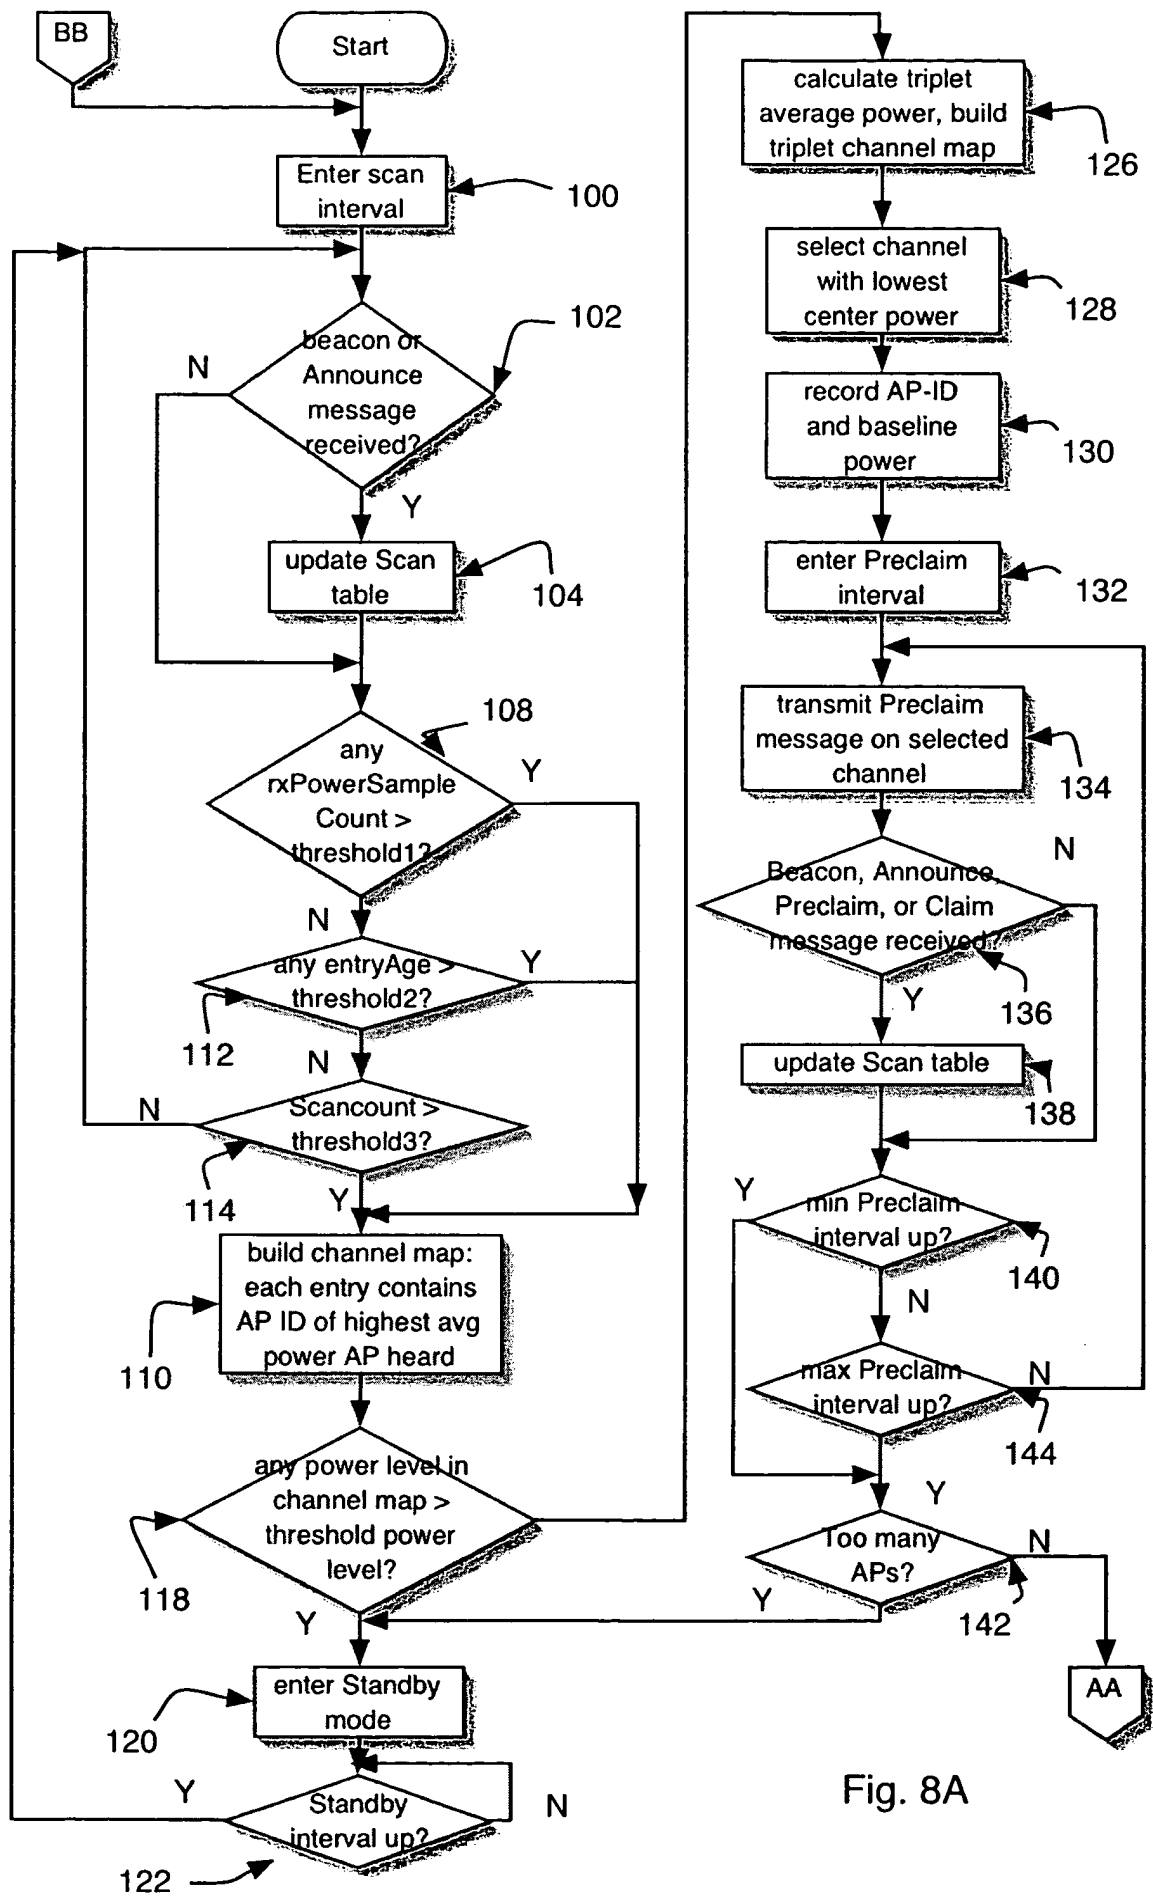 BB
Start
Enter scan
interval
100
beacon or
Announce
message
received?
102
N
Y
update Scan
table
104
any
rxPowerSample
Count >
threshold1?
108
Y
N
any entryAge >
threshold2?
Y
112
N
Scancount >
threshold3?
N
114
Y
build channel map:
each entry contains
AP ID of highest avg
power AP heard
110
any power level in
channel map >
threshold power
level?
118
Y
enter Standby
mode
120
Standby
interval up?
Y
N
122
calculate triplet
average power, build
triplet channel map
126
select channel
with lowest
center power
128
record AP-ID
and baseline
power
130
enter Preclaim
interval
132
transmit Preclaim
message on selected
channel
134
Beacon, Announce,
Preclaim, or Claim
message received?
N
136
Y
update Scan table
138
min Preclaim
interval up?
Y
140
N
max Preclaim
interval up?
N
144
Y
Too many
APs?
N
Y
142
AA
Fig. 8A